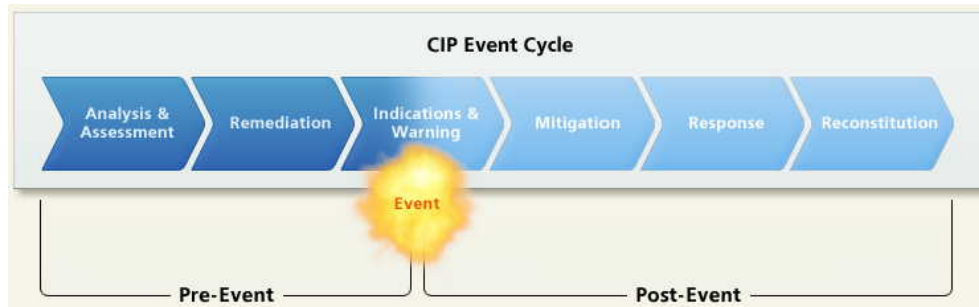 CIP Event Cycle
Analysis &
Assessment
Remediation
Indications &
Warning
Mitigation
Response
Reconstitution
Event
Pre-Event
Post-Event